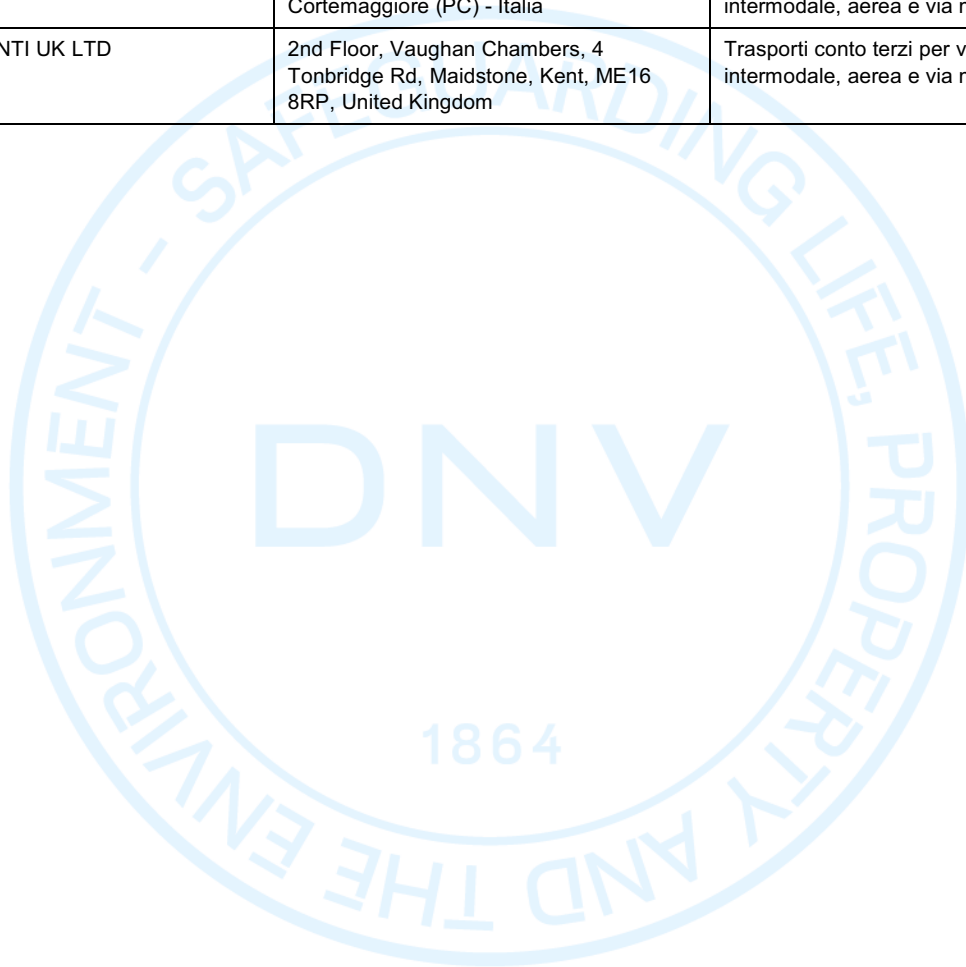 Cortemaggiore (PC) - Italia
intermodale, aerea e via
NTI UK LTD
2nd Floor, Vaughan Chambers, 4
Tonbridge Rd, Maidstone, Kent, ME16
8RP, United Kingdom
Trasporti conto terzi per v
intermodale, aerea e via
SAFEGUARDING LIFE, PROPERTY AND THE ENVIRONMENT -
DNV
1864